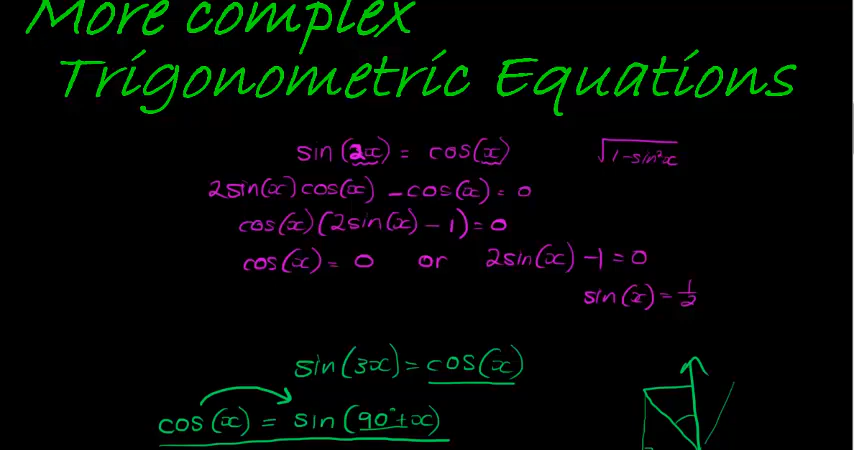 More complex
Trigonometric Equations
sin (2x) = cos(x)
√1-sin²x
2sin(x) cos(x) - cos(x) = 0
cos(x)(2sin(x) - 1) = 0
cos(x) = 0 or 2sin(x) - 1 = 0
sin(x) = 1/2
sin(3x) = cos(x)
cos(x) = sin(90°+x)